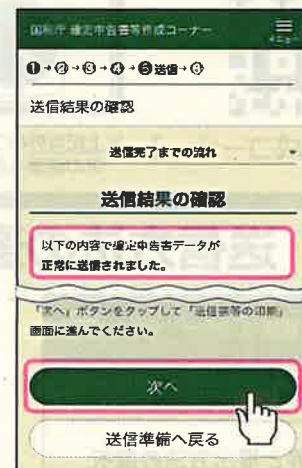 国税庁 確定申告書等作成コーナー
メニュー
❶→❷→❸→❹→❺送信→❻
送信結果の確認
送信完了までの流れ
送信結果の確認
以下の内容で確定申告書データが
正常に送信されました。
「次へ」ボタンをタップして「送信票等の印刷」
画面に進んでください。
次へ
送信準備へ戻る